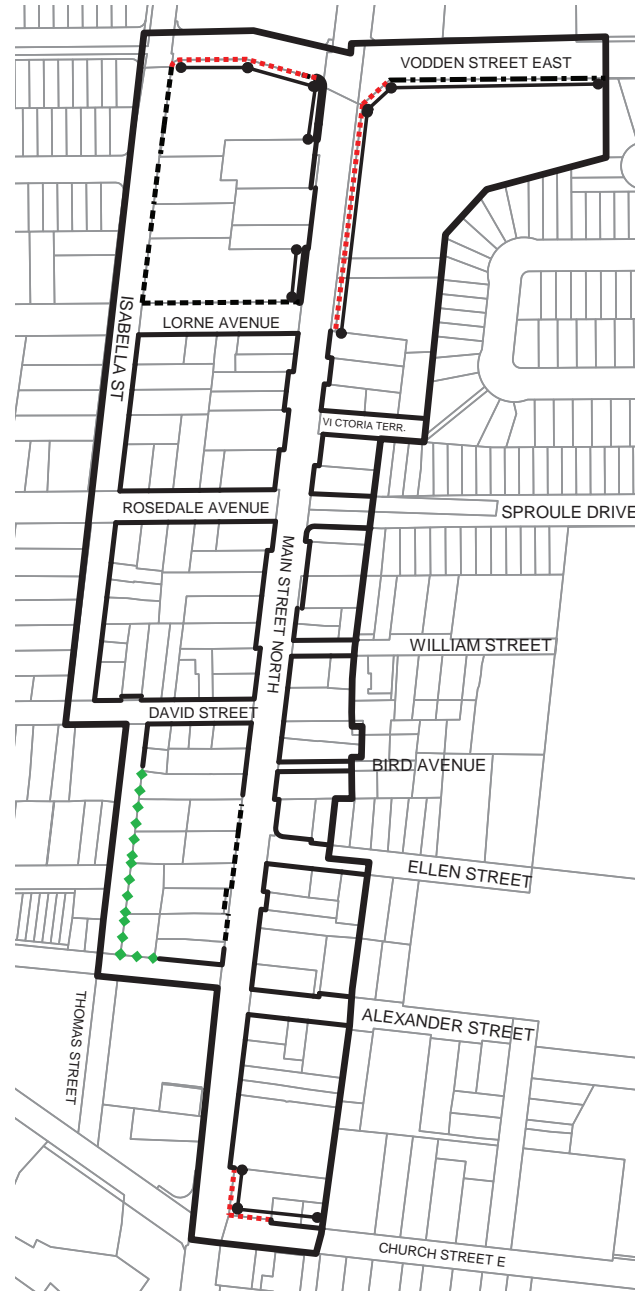 VODDEN STREET EAST
ISABELLA ST
LORNE AVENUE
VI CTORIA TERR.
ROSEDALE AVENUE
SPROULE DRIVE
MAIN STREET NORTH
WILLIAM STREET
DAVID STREET
BIRD AVENUE
ELLEN STREET
THOMAS STREET
ALEXANDER STREET
CHURCH STREET E